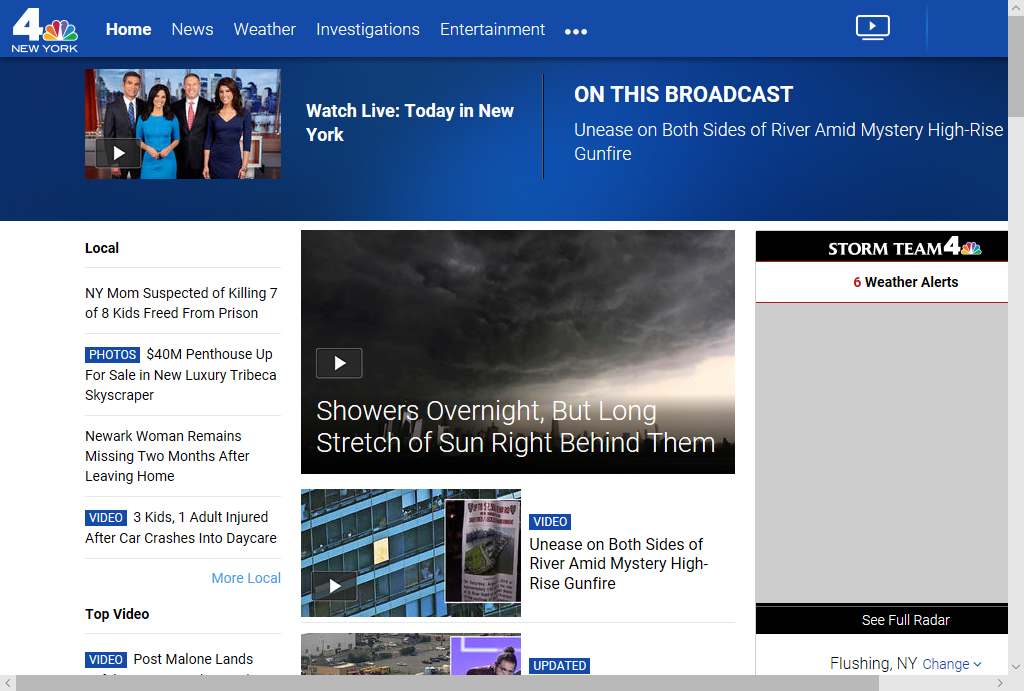 4
NEW YORK
Home News Weather Investigations Entertainment
Watch Live: Today in New
York
ON THIS BROADCAST
Unease on Both Sides of River Amid Mystery High-Rise
Gunfire
Local
NY Mom Suspected of Killing 7
of 8 Kids Freed From Prison
PHOTOS $40M Penthouse Up
For Sale in New Luxury Tribeca
Skyscraper
Newark Woman Remains
Missing Two Months After
Leaving Home
VIDEO 3 Kids, 1 Adult Injured
After Car Crashes Into Daycare
More Local
Top Video
VIDEO Post Malone Lands
Showers Overnight, But Long
Stretch of Sun Right Behind Them
VIDEO
Unease on Both Sides of
River Amid Mystery High-
Rise Gunfire
UPDATED
STORM TEAM 4
6 Weather Alerts
See Full Radar
Flushing, NY Change